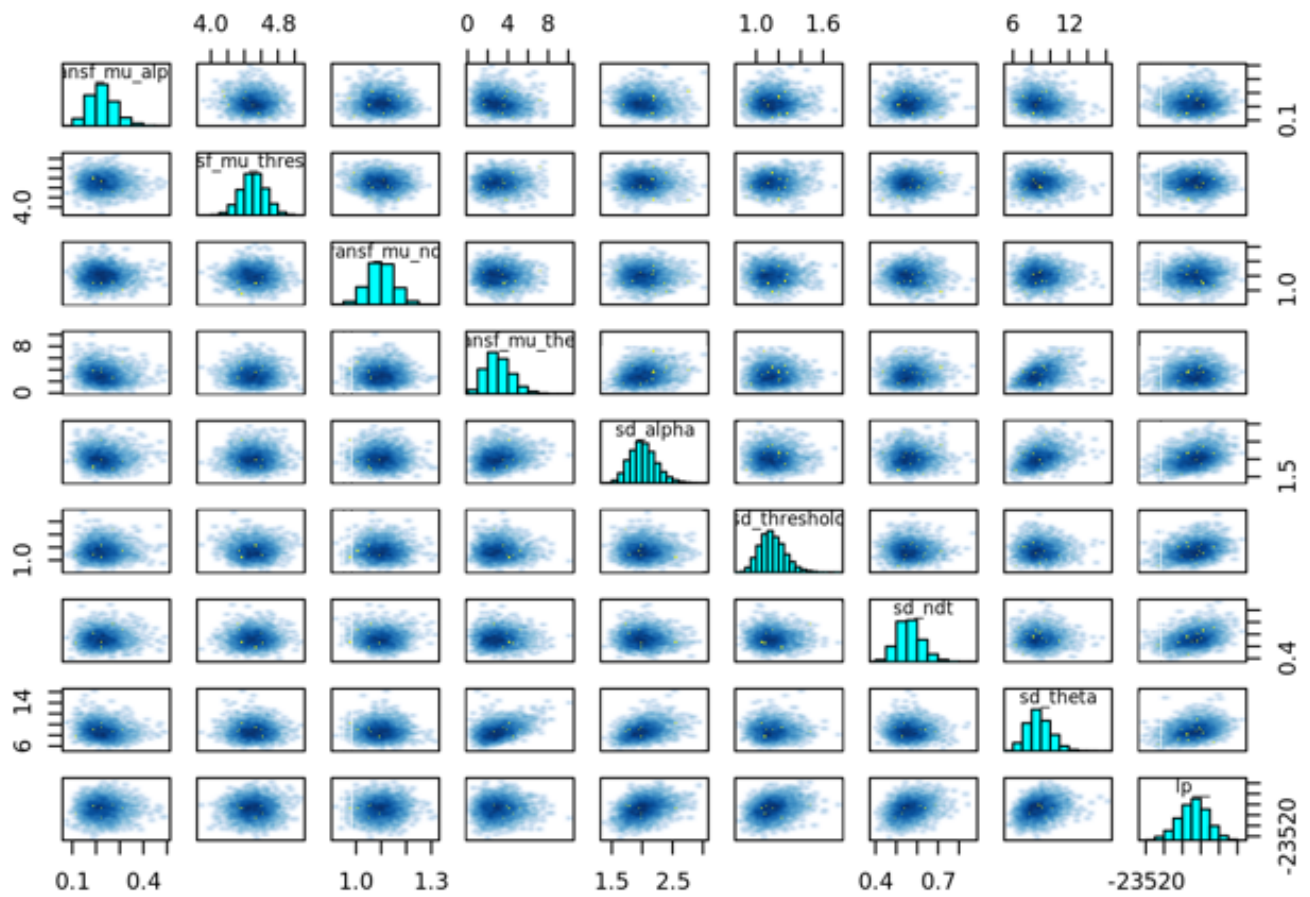 4.0 4.8 0 4 8 1.0 1.6 6 12
ansf_mu_alp
0.1
sf_mu_thres
4.0
ansf_mu_nd
1.0
ansf_mu_the
0 8
sd_alpha
1.5
sd_threshold
1.0
sd_ndt
0.4
sd_theta
6 14
lp__
-23520
0.1 0.4 1.0 1.3 1.5 2.5 0.4 0.7 -23520